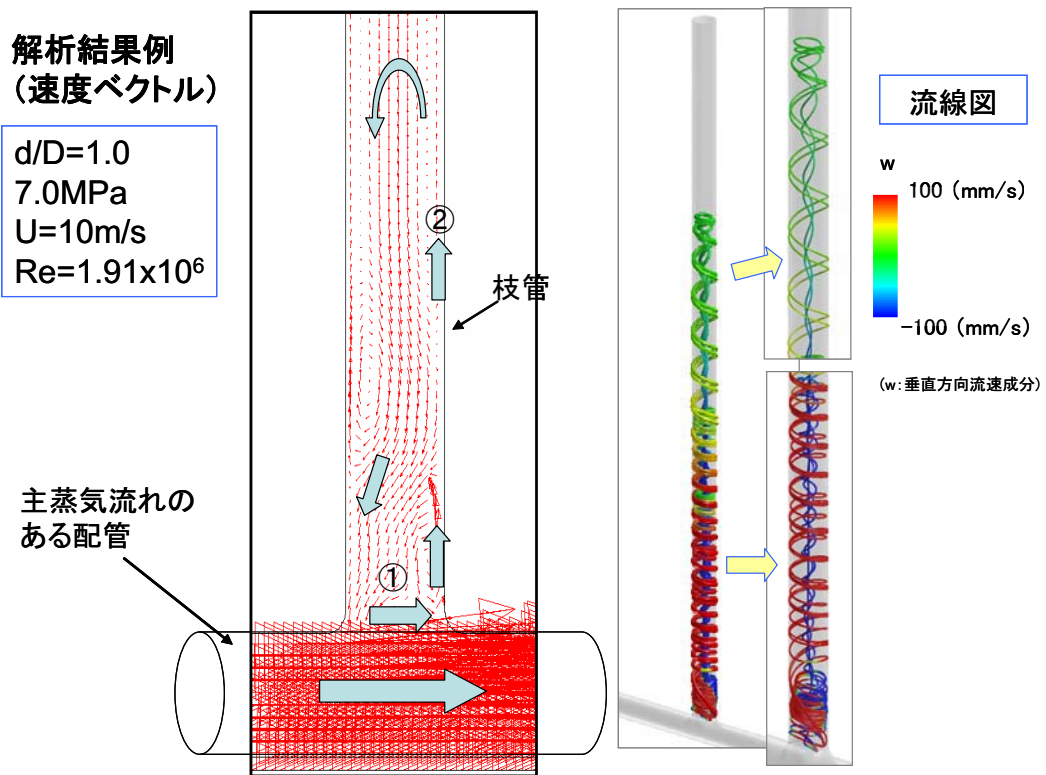 解析結果例
（速度ベクトル）
d/D=1.0
7.0MPa
U=10m/s
Re=1.91x10⁶
②
枝管
主蒸気流れの
ある配管
①
流線図
w
100 (mm/s)
-100 (mm/s)
(w:垂直方向流速成分)